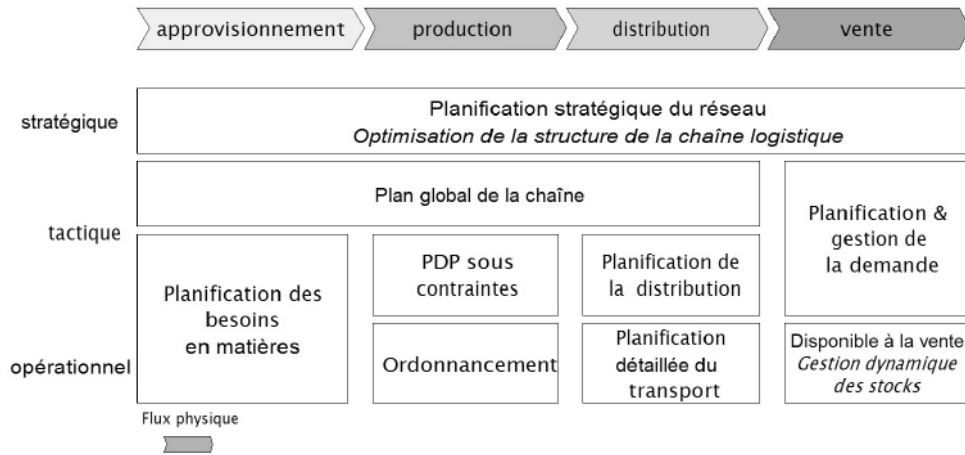 approvisionnement
production
distribution
vente
stratégique
Planification stratégique du réseau
Optimisation de la structure de la chaîne logistique
tactique
Plan global de la chaîne
Planification &
gestion de
la demande
Planification des
besoins
en matières
PDP sous
contraintes
Planification de
la distribution
opérationnel
Ordonnancement
Planification
détaillée du
transport
Disponible à la vente
Gestion dynamique
des stocks
Flux physique